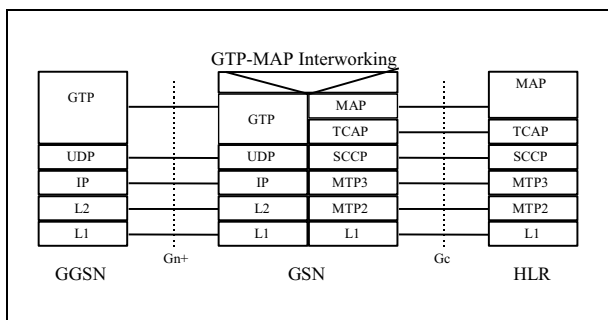 GTP-MAP Interworking
GTP GTP MAP MAP
TCAP TCAP
UDP UDP SCCP SCCP
IP IP MTP3 MTP3
L2 L2 MTP2 MTP2
L1 L1 L1 L1
Gn+ Gc
GGSN GSN HLR